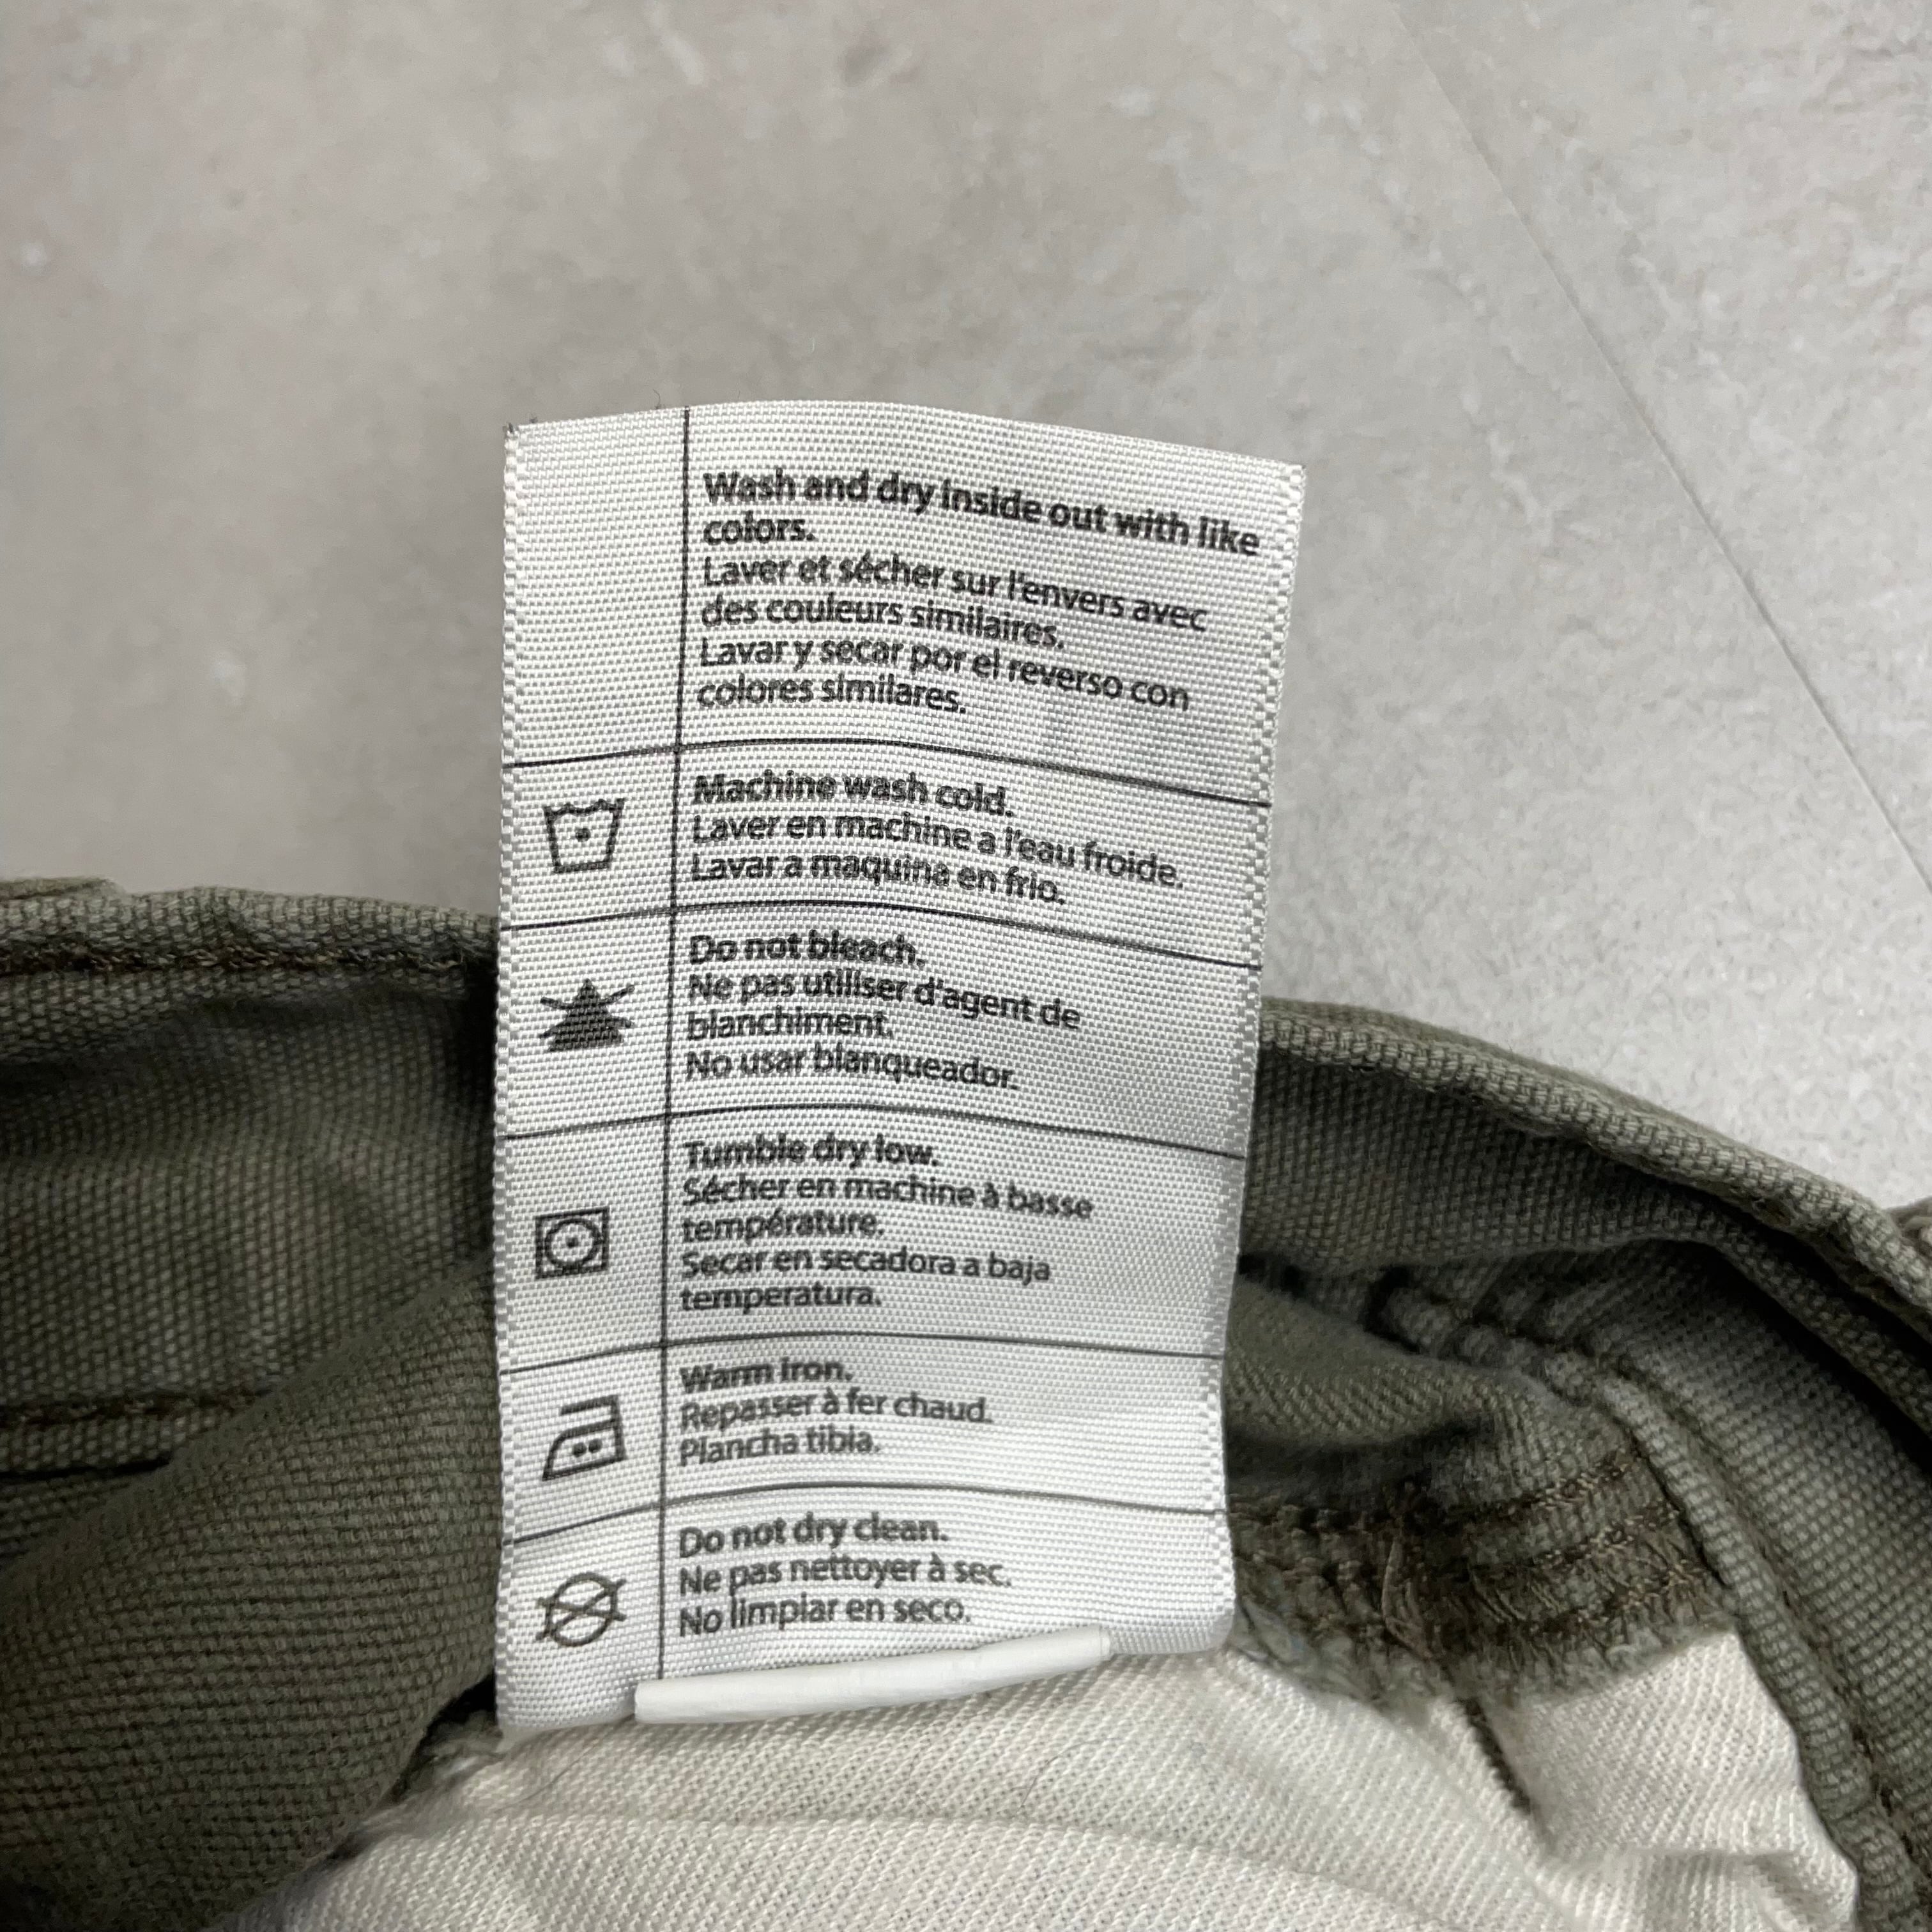 Wash and dry inside out with like
colors.
Laver et sécher sur l'envers avec
des couleurs similaires.
Lavar y secar por el reverso con
colores similares.
Machine wash cold.
Laver en machine a l'eau froide.
Lavar a maquina en frio.
Do not bleach.
Ne pas utiliser d'agent de
blanchiment.
No usar blanqueador.
Tumble dry low.
Sécher en machine à basse
température.
Secar en secadora a baja
temperatura.
Warm iron.
Repasser à fer chaud.
Plancha tibia.
Do not dry clean.
Ne pas nettoyer à sec.
No limpiar en seco.